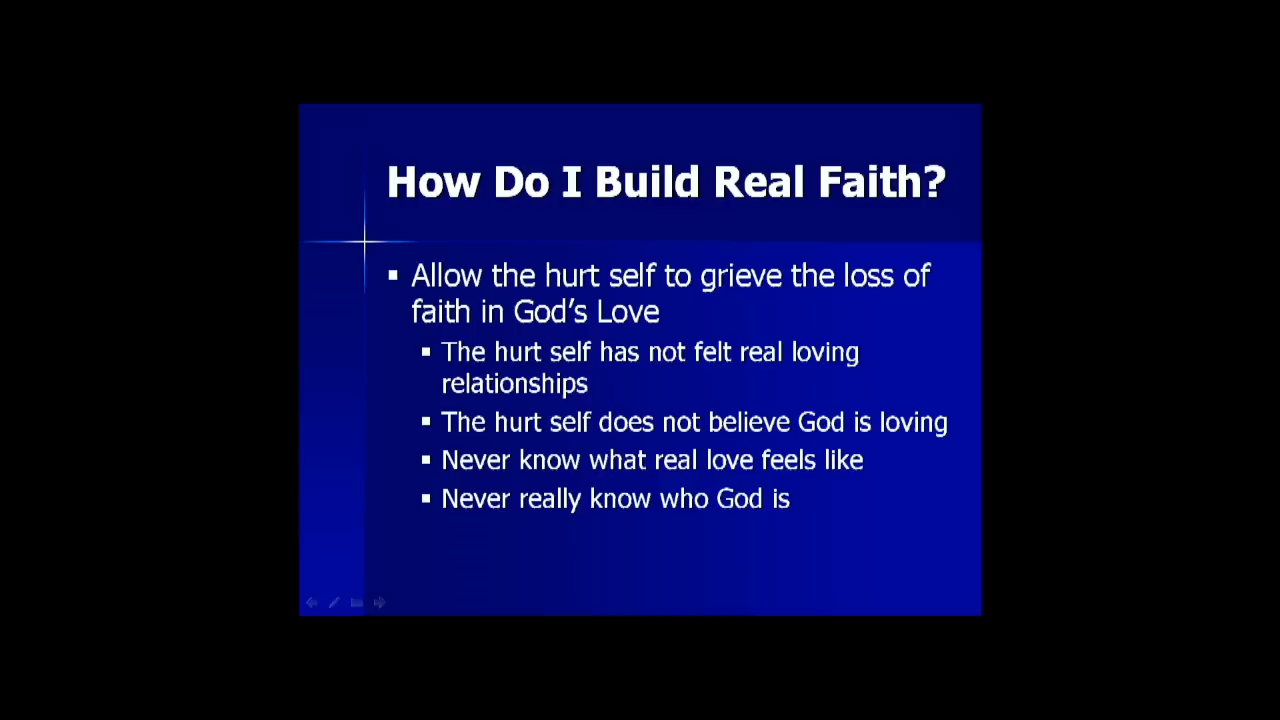 How Do I Build Real Faith?
▪ Allow the hurt self to grieve the loss of
faith in God's Love
▪ The hurt self has not felt real loving
relationships
▪ The hurt self does not believe God is loving
▪ Never know what real love feels like
▪ Never really know who God is